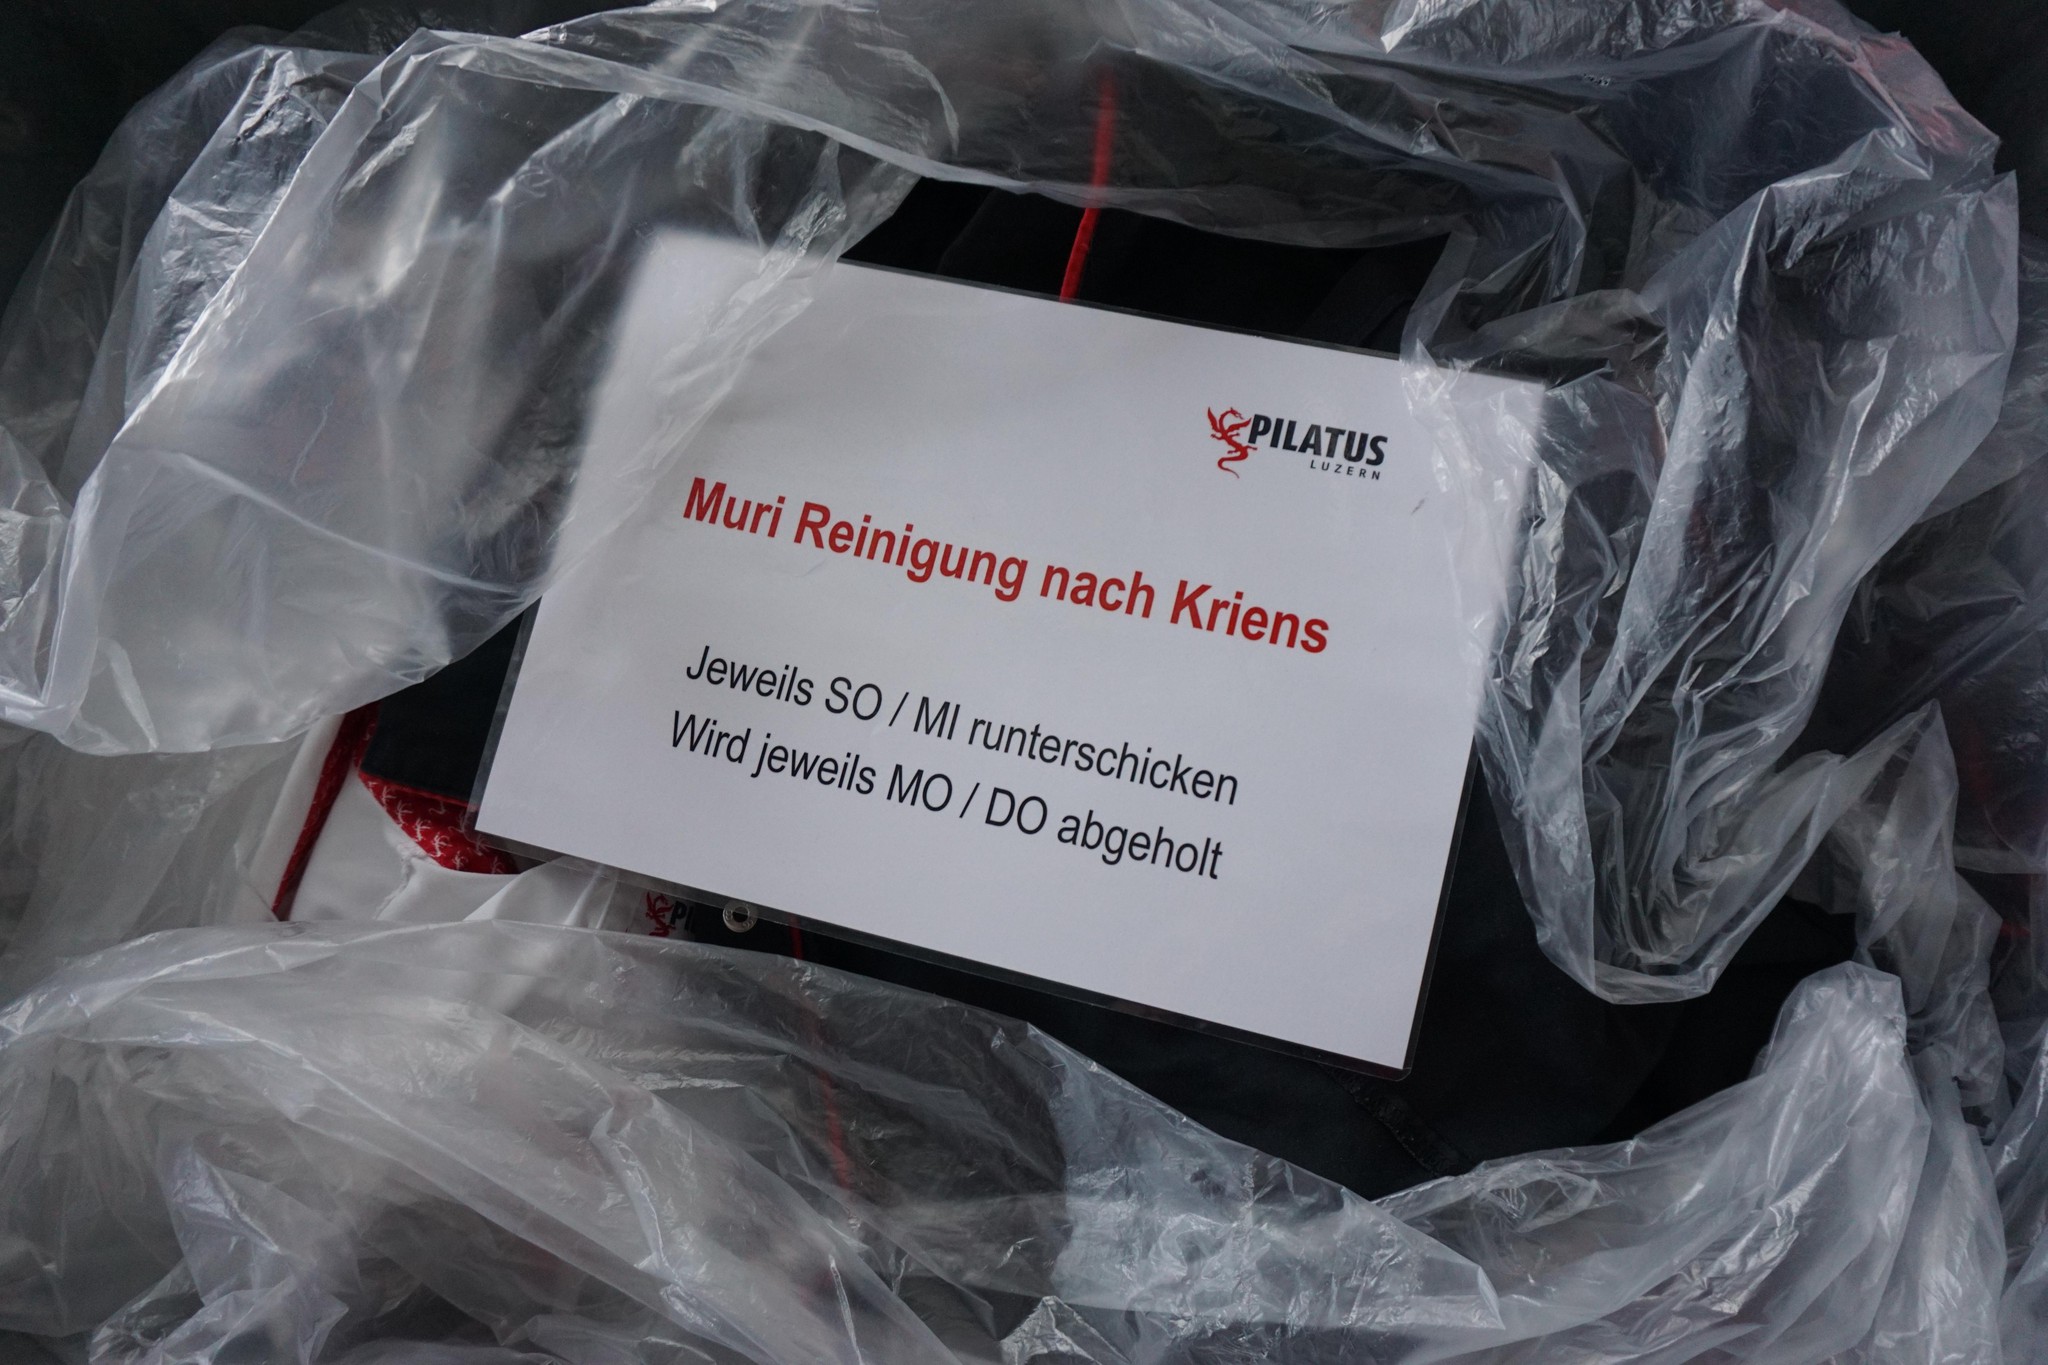 PILATUS
LUZERN
Muri Reinigung nach Kriens
Jeweils SO / MI runterschicken
Wird jeweils MO / DO abgeholt